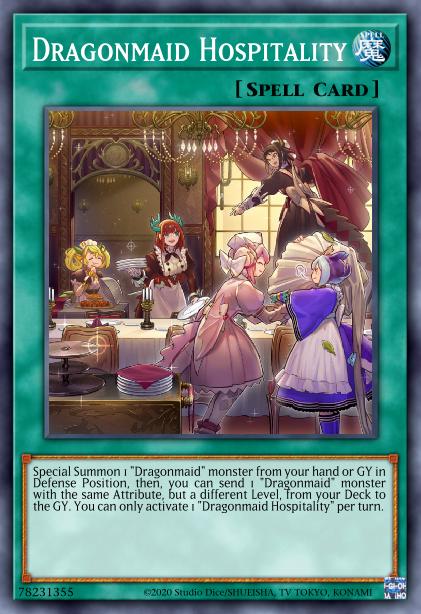 DRAGONMAID HOSPITALITY
SPELL
魔
[SPELL CARD]
Special Summon 1 "Dragonmaid" monster from your hand or GY in
Defense Position, then, you can send 1 "Dragonmaid" monster
with the same Attribute, but a different Level, from your Deck to
the GY. You can only activate 1 "Dragonmaid Hospitality" per turn.
78231355
©2020 Studio Dice/SHUEISHA, TV TOKYO, KONAMI